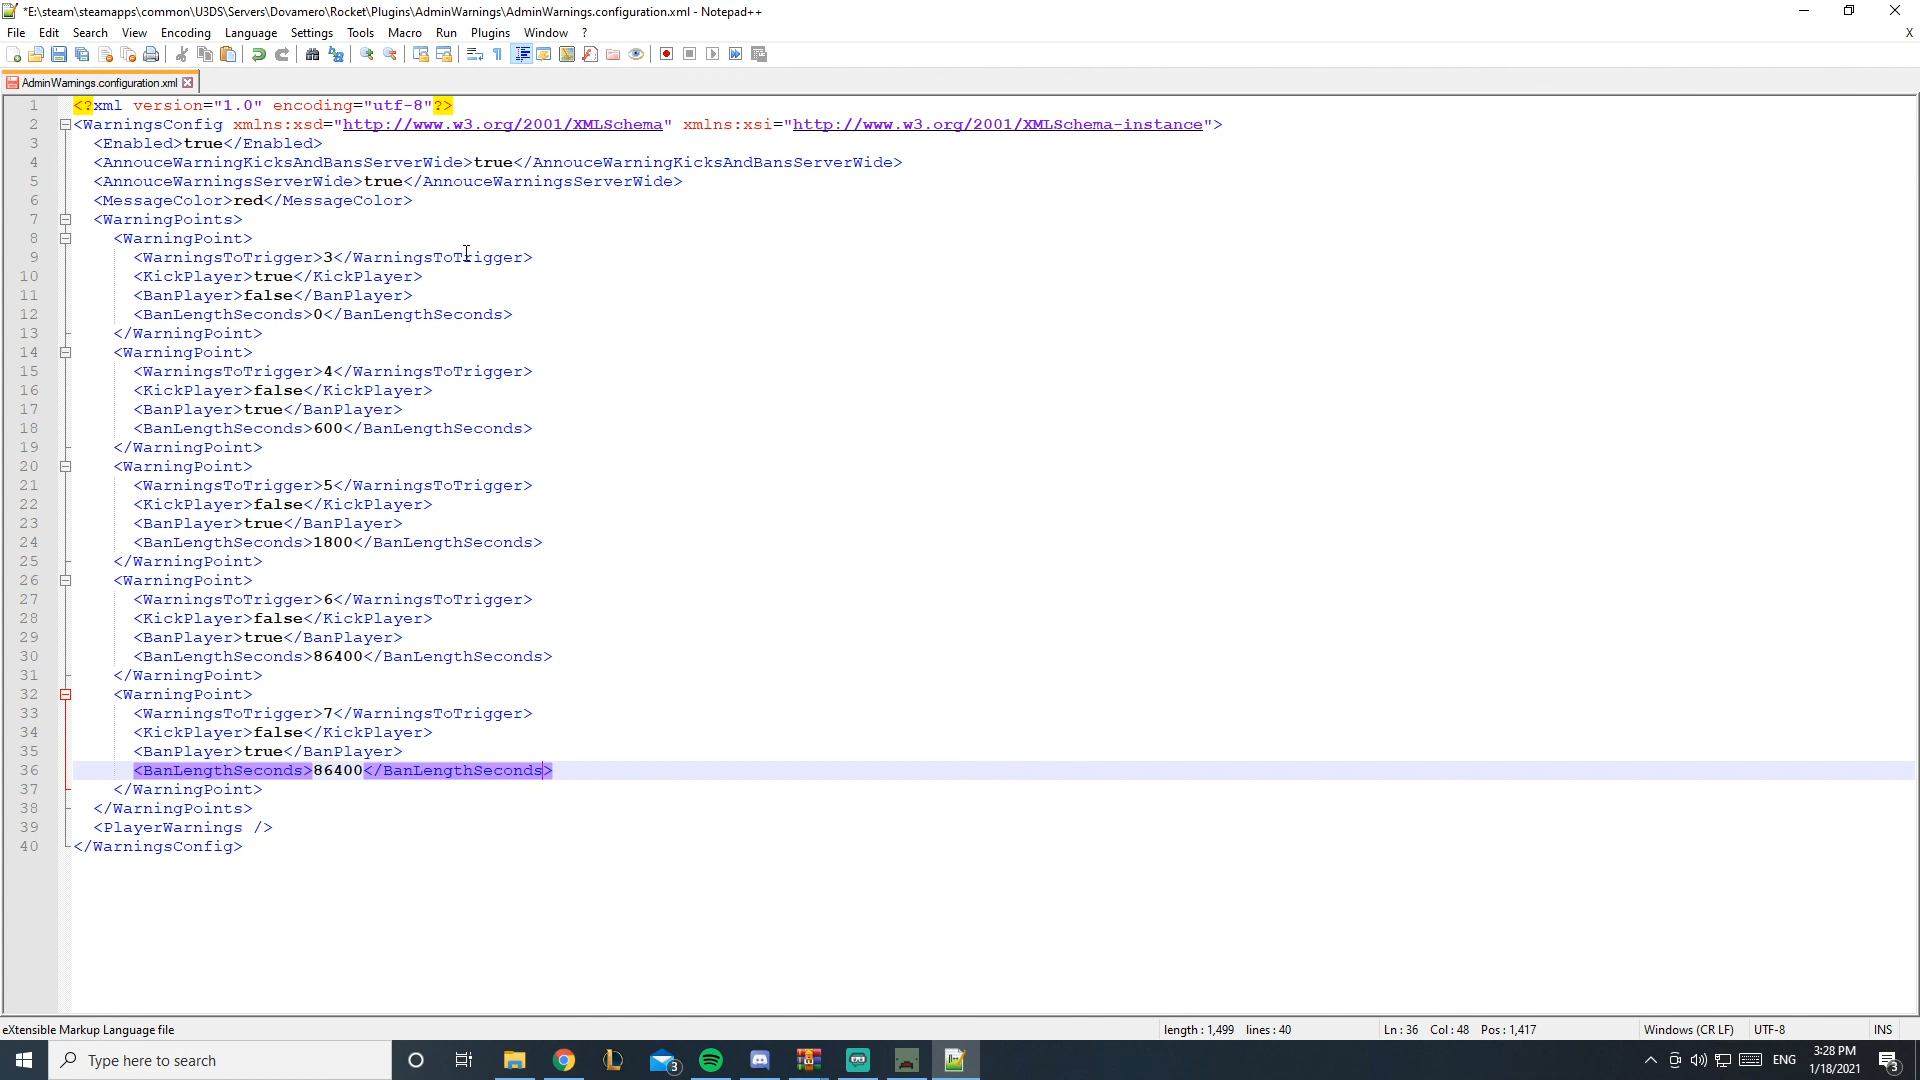 *E:\steam\steamapps\common\U3DS\Servers\Dovamero\Rocket\Plugins\AdminWarnings\AdminWarnings.configuration.xml - Notepad++
File Edit Search View Encoding Language Settings Tools Macro Run Plugins Window ? X
AdminWarnings.configuration.xml
1 <?xml version="1.0" encoding="utf-8"?>
2 <WarningsConfig xmlns:xsd="http://www.w3.org/2001/XMLSchema" xmlns:xsi="http://www.w3.org/2001/XMLSchema-instance">
3 <Enabled>true</Enabled>
4 <AnnouceWarningKicksAndBansServerWide>true</AnnouceWarningKicksAndBansServerWide>
5 <AnnouceWarningsServerWide>true</AnnouceWarningsServerWide>
6 <MessageColor>red</MessageColor>
7 <WarningPoints>
8 <WarningPoint>
9 <WarningsToTrigger>3</WarningsToTrigger>
10 <KickPlayer>true</KickPlayer>
11 <BanPlayer>false</BanPlayer>
12 <BanLengthSeconds>0</BanLengthSeconds>
13 </WarningPoint>
14 <WarningPoint>
15 <WarningsToTrigger>4</WarningsToTrigger>
16 <KickPlayer>false</KickPlayer>
17 <BanPlayer>true</BanPlayer>
18 <BanLengthSeconds>600</BanLengthSeconds>
19 </WarningPoint>
20 <WarningPoint>
21 <WarningsToTrigger>5</WarningsToTrigger>
22 <KickPlayer>false</KickPlayer>
23 <BanPlayer>true</BanPlayer>
24 <BanLengthSeconds>1800</BanLengthSeconds>
25 </WarningPoint>
26 <WarningPoint>
27 <WarningsToTrigger>6</WarningsToTrigger>
28 <KickPlayer>false</KickPlayer>
29 <BanPlayer>true</BanPlayer>
30 <BanLengthSeconds>86400</BanLengthSeconds>
31 </WarningPoint>
32 <WarningPoint>
33 <WarningsToTrigger>7</WarningsToTrigger>
34 <KickPlayer>false</KickPlayer>
35 <BanPlayer>true</BanPlayer>
36 <BanLengthSeconds>86400</BanLengthSeconds>
37 </WarningPoint>
38 </WarningPoints>
39 <PlayerWarnings />
40 </WarningsConfig>
eXtensible Markup Language file length : 1,499 lines : 40 Ln : 36 Col : 48 Pos : 1,417 Windows (CR LF) UTF-8 INS
Type here to search 3 ENG 3:28 PM 3
1/18/2021